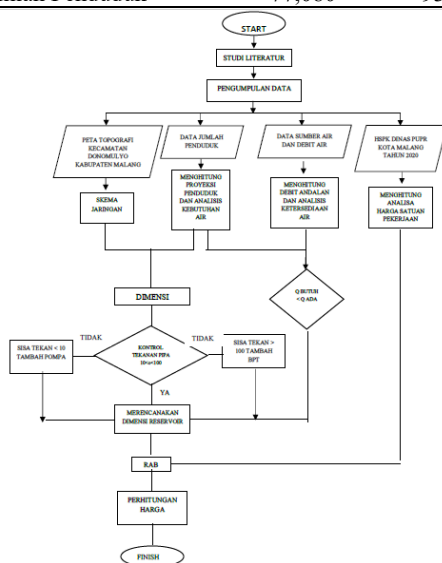 START
STUDI LITERATUR
PENGUMPULAN DATA
PETA TOPOGRAFI
KECAMATAN
DONOMULYO
KABUPATEN MALANG
DATA JUMLAH
PENDUDUK
DATA SUMBER AIR
DAN DEBIT AIR
HSPK DINAS PUPR
KOTA MALANG
TAHUN 2020
SKEMA
JARINGAN
MENGHITUNG
PROYEKSI
PENDUDUK
DAN ANALISIS
KEBUTUHAN
AIR
MENGHITUNG
DEBIT ANDALAN
DAN ANALISIS
KETERSEDIAAN
AIR
MENGHITUNG
ANALISA
HARGA SATUAN
PEKERJAAN
DIMENSI
Q BUTUH
< Q ADA
TIDAK
TIDAK
SISA TEKAN < 10
TAMBAH POMPA
KONTROL
TEKANAN PIPA
SISA TEKAN >
100 TAMBAH
BPT
YA
MERENCANAKAN
DIMENSI RESERVOIR
RAB
PERHITUNGAN
HARGA
FINISH